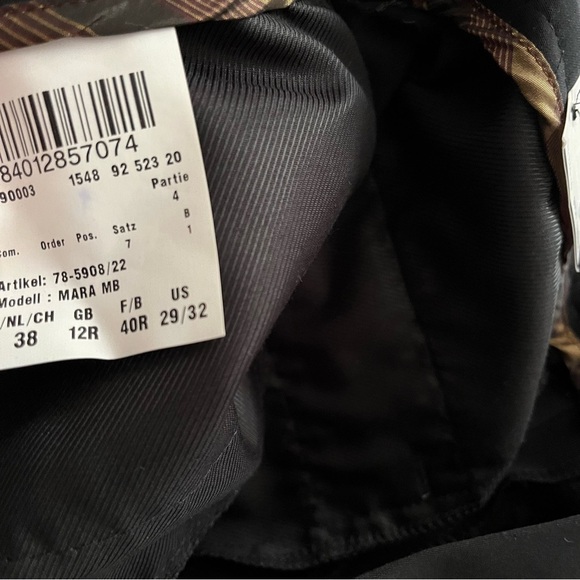 84012857074
90003 1548 92 523 20
Partie
4
B
Com. Order Pos. Satz 1
7
Artikel: 78-5908/22
Modell : MARA MB
/NL/CH GB F/B US
38 12R 40R 29/32